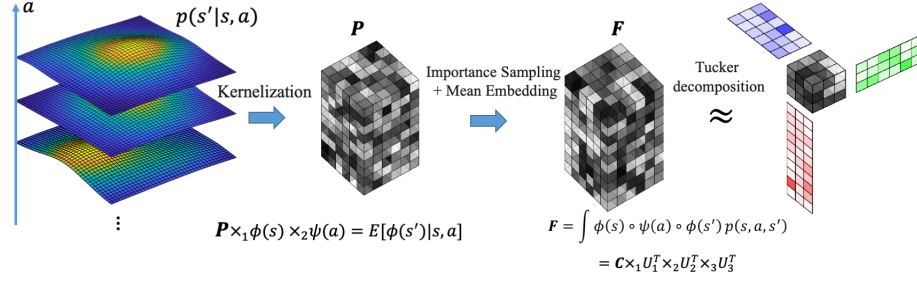 a
p(s'|s, a)
Kernelization
P
Importance Sampling
+ Mean Embedding
F
Tucker
decomposition
≈
⋮
P×₁ϕ(s) ×₂ψ(a) = E[ϕ(s')|s, a]
F = ∫ ϕ(s) ∘ ψ(a) ∘ ϕ(s') p(s, a, s')
= C×₁U₁ᵀ×₂U₂ᵀ×₃U₃ᵀ